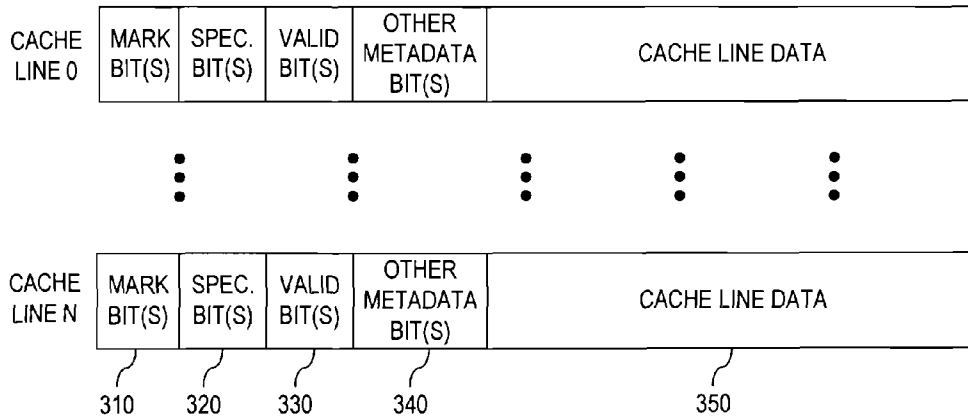 CACHE LINE 0
MARK BIT(S)
SPEC. BIT(S)
VALID BIT(S)
OTHER METADATA BIT(S)
CACHE LINE DATA
CACHE LINE N
MARK BIT(S)
SPEC. BIT(S)
VALID BIT(S)
OTHER METADATA BIT(S)
CACHE LINE DATA
310
320
330
340
350